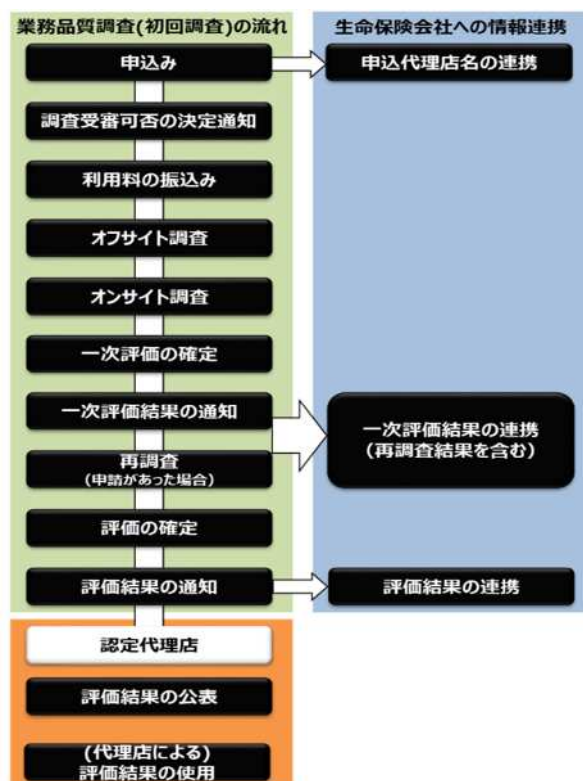 業務品質調査(初回調査)の流れ
申込み
調査受審可否の決定通知
利用料の振込み
オフサイト調査
オンサイト調査
一次評価の確定
一次評価結果の通知
再調査
(申請があった場合)
評価の確定
評価結果の通知
認定代理店
評価結果の公表
(代理店による)
評価結果の使用
生命保険会社への情報連携
申込代理店名の連携
一次評価結果の連携
(再調査結果を含む)
評価結果の連携